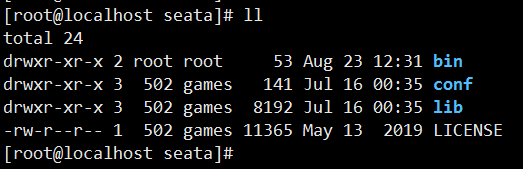 [root@localhost seata]# ll
total 24
drwxr-xr-x 2 root root     53 Aug 23 12:31 bin
drwxr-xr-x 3  502 games   141 Jul 16 00:35 conf
drwxr-xr-x 3  502 games  8192 Jul 16 00:35 lib
-rw-r--r-- 1  502 games 11365 May 13  2019 LICENSE
[root@localhost seata]#